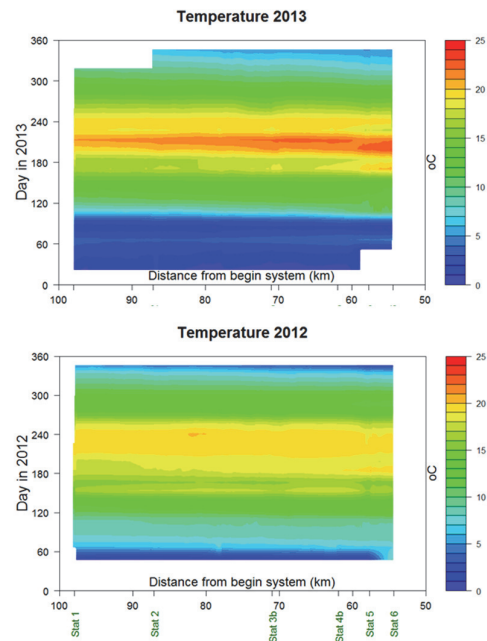 Temperature 2013
360
300
240
180
120
60
0
Day in 2013
Distance from begin system (km)
100
90
80
70
60
50
25
20
15
10
5
0
oC
Temperature 2012
360
300
240
180
120
60
0
Day in 2012
Distance from begin system (km)
100
90
80
70
60
50
25
20
15
10
5
0
oC
Stat 1
Stat 2
Stat 3b
Stat 4b
Stat 5
Stat 6